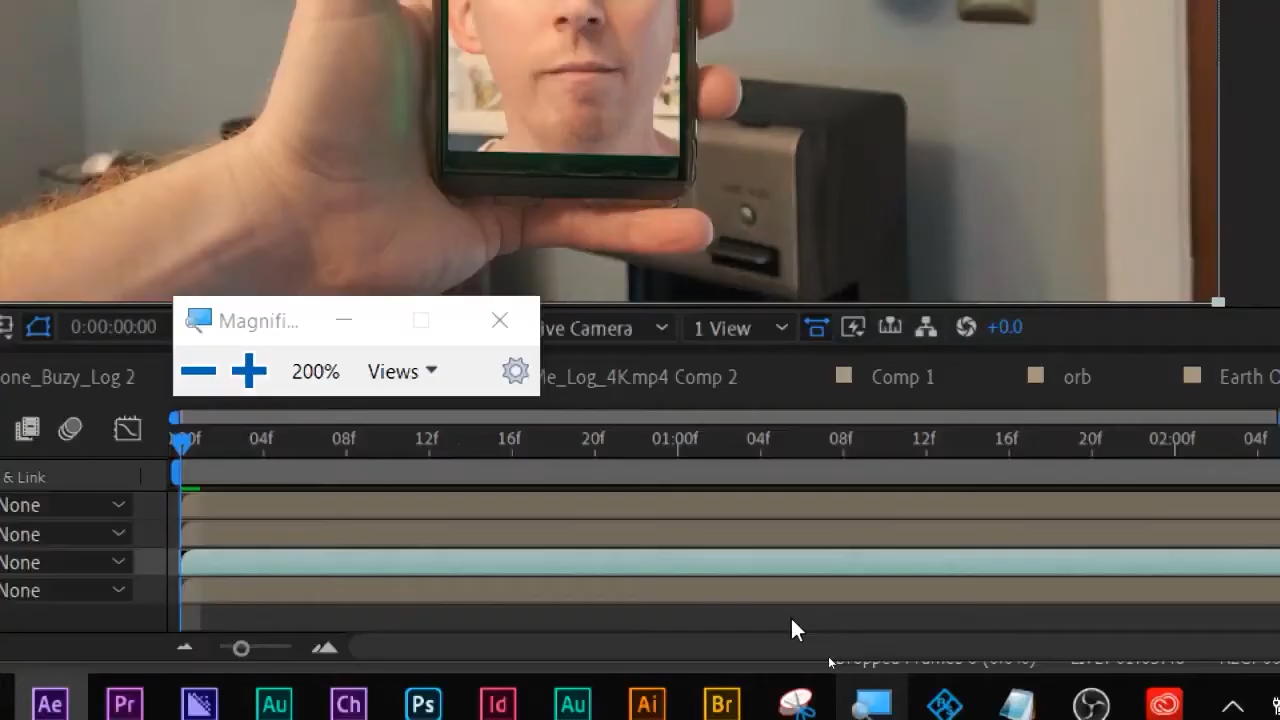 0:00:00:00
Magnifi...
ive Camera
1 View
+0.0
200%
Views
one_Buzy_Log 2
Me_Log_4K.mp4 Comp 2
Comp 1
orb
Earth O
00f 04f 08f 12f 16f 20f 01:00f 04f 08f 12f 16f 20f 02:00f 04f
& Link
None
None
None
None
Ae Pr Au Ch Ps Id Au Ai Br